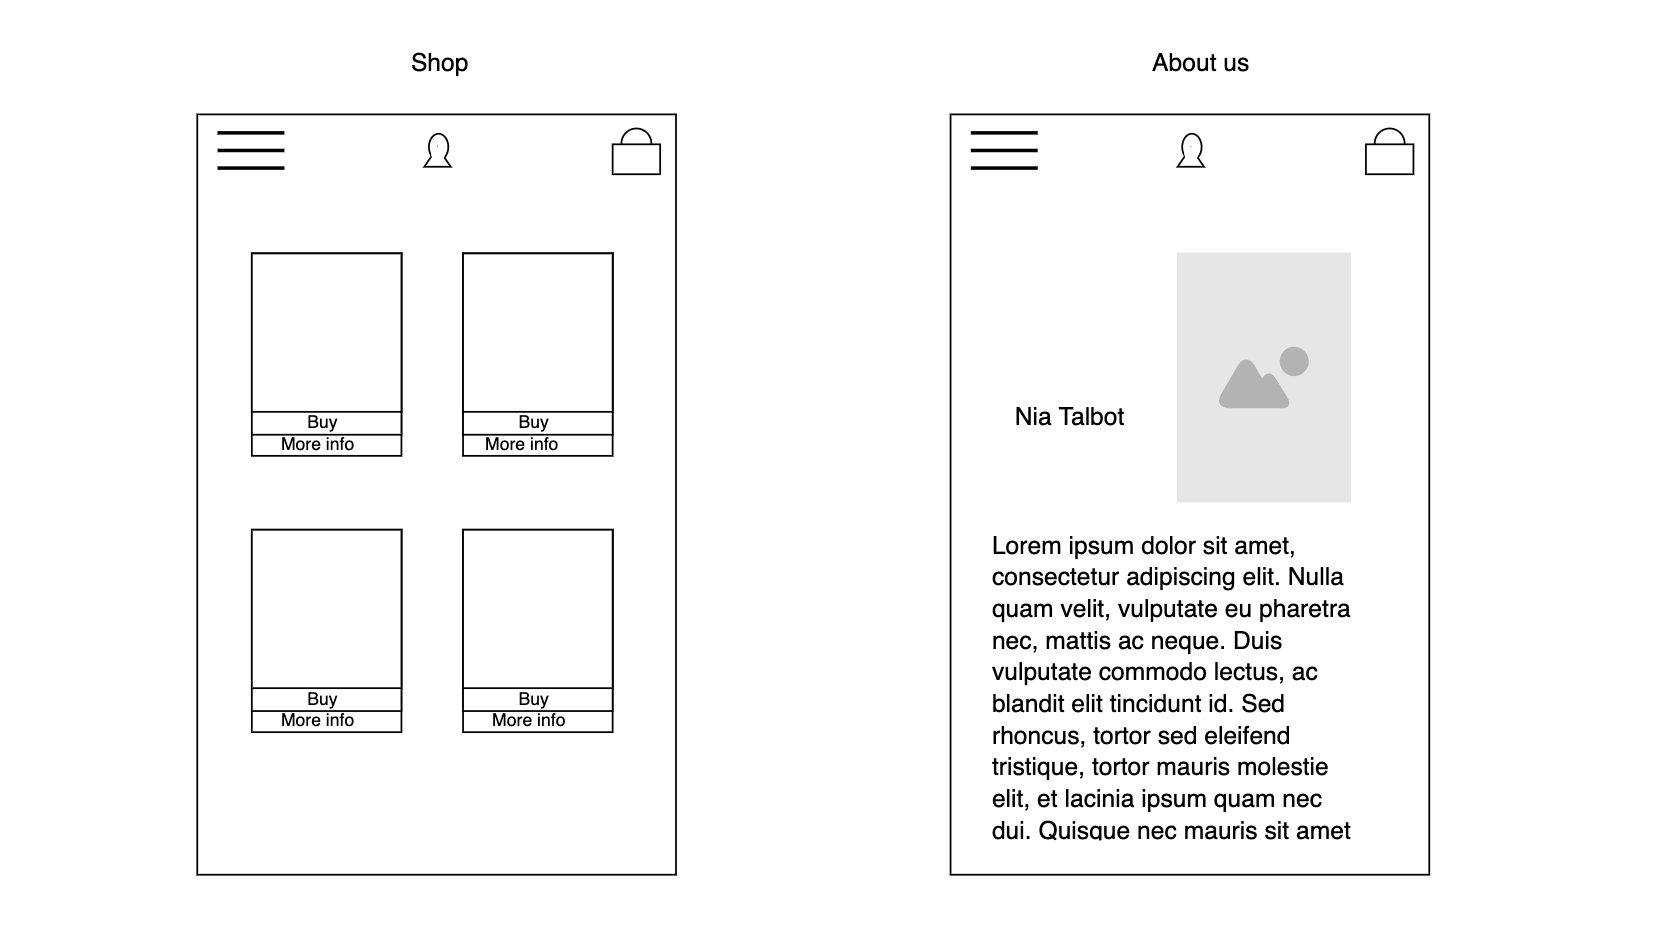 Shop
About us
Buy
More info
Buy
More info
Buy
More info
Buy
More info
Nia Talbot
Lorem ipsum dolor sit amet,
consectetur adipiscing elit. Nulla
quam velit, vulputate eu pharetra
nec, mattis ac neque. Duis
vulputate commodo lectus, ac
blandit elit tincidunt id. Sed
rhoncus, tortor sed eleifend
tristique, tortor mauris molestie
elit, et lacinia ipsum quam nec
dui. Quisque nec mauris sit amet